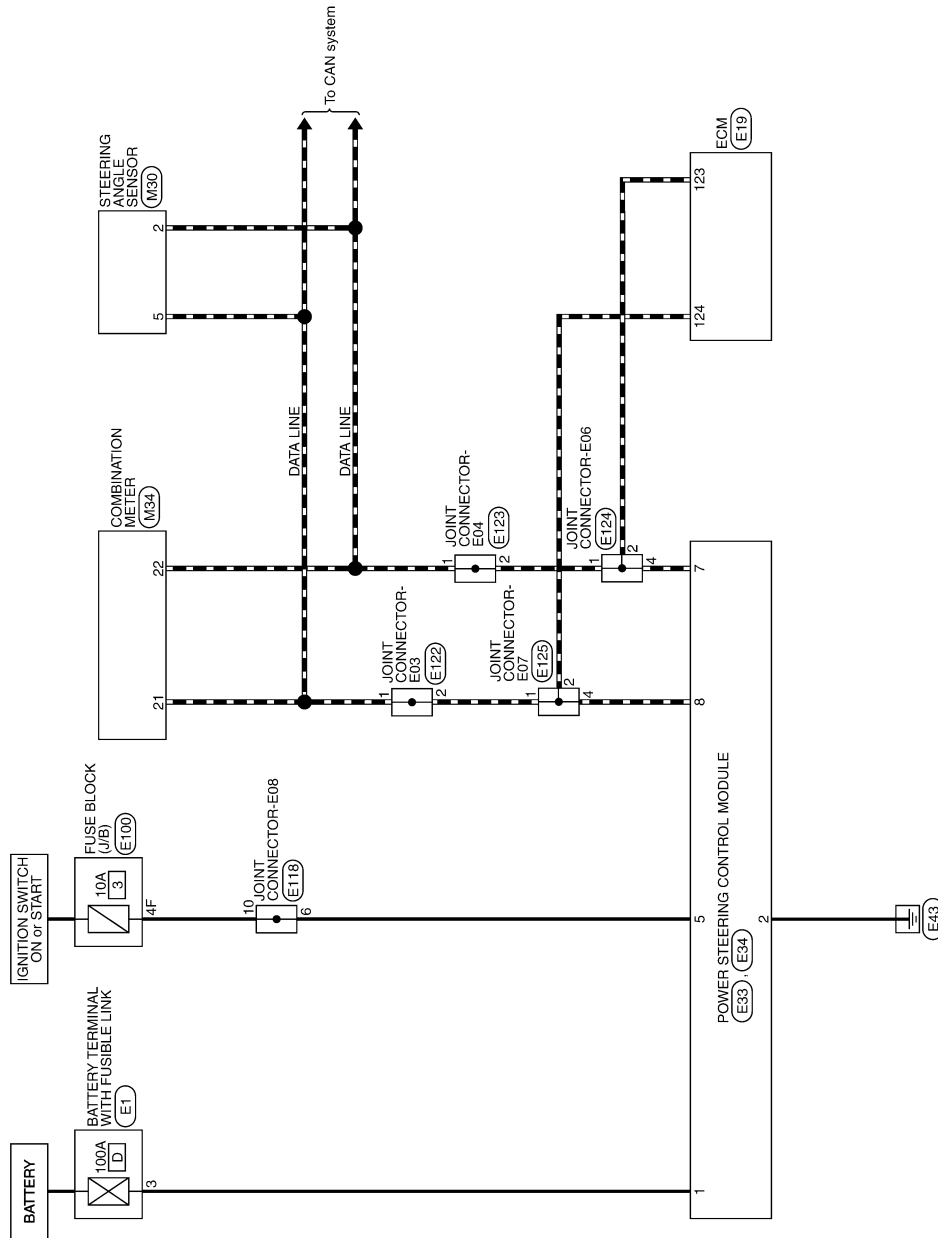 BATTERY
100A
D
BATTERY TERMINAL
WITH FUSIBLE LINK
E1
3
IGNITION SWITCH
ON or START
10A
3
FUSE BLOCK
(J/B)
E100
4F
10
JOINT
CONNECTOR-E08
E118
6
COMBINATION
METER
M34
21
22
STEERING
ANGLE
SENSOR
M30
5
2
DATA LINE
DATA LINE
To CAN system
1
JOINT
CONNECTOR-
E03
E122
2
1
JOINT
CONNECTOR-
E04
E123
2
1
JOINT
CONNECTOR-
E07
E125
2
4
1
JOINT
CONNECTOR-E06
E124
2
4
124
123
ECM
E19
1
5
8
7
POWER STEERING CONTROL MODULE
E33 , E34
2
E43